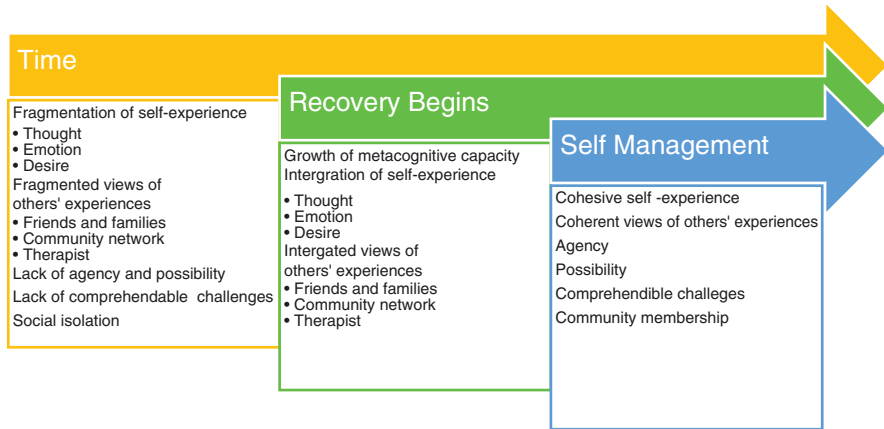 Time
Fragmentation of self-experience
• Thought
• Emotion
• Desire
Fragmented views of
others' experiences
• Friends and families
• Community network
• Therapist
Lack of agency and possibility
Lack of comprehendable challenges
Social isolation
Recovery Begins
Growth of metacognitive capacity
Intergration of self-experience
• Thought
• Emotion
• Desire
Intergated views of
others' experiences
• Friends and families
• Community network
• Therapist
Self Management
Cohesive self -experience
Coherent views of others' experiences
Agency
Possibility
Comprehendible challeges
Community membership